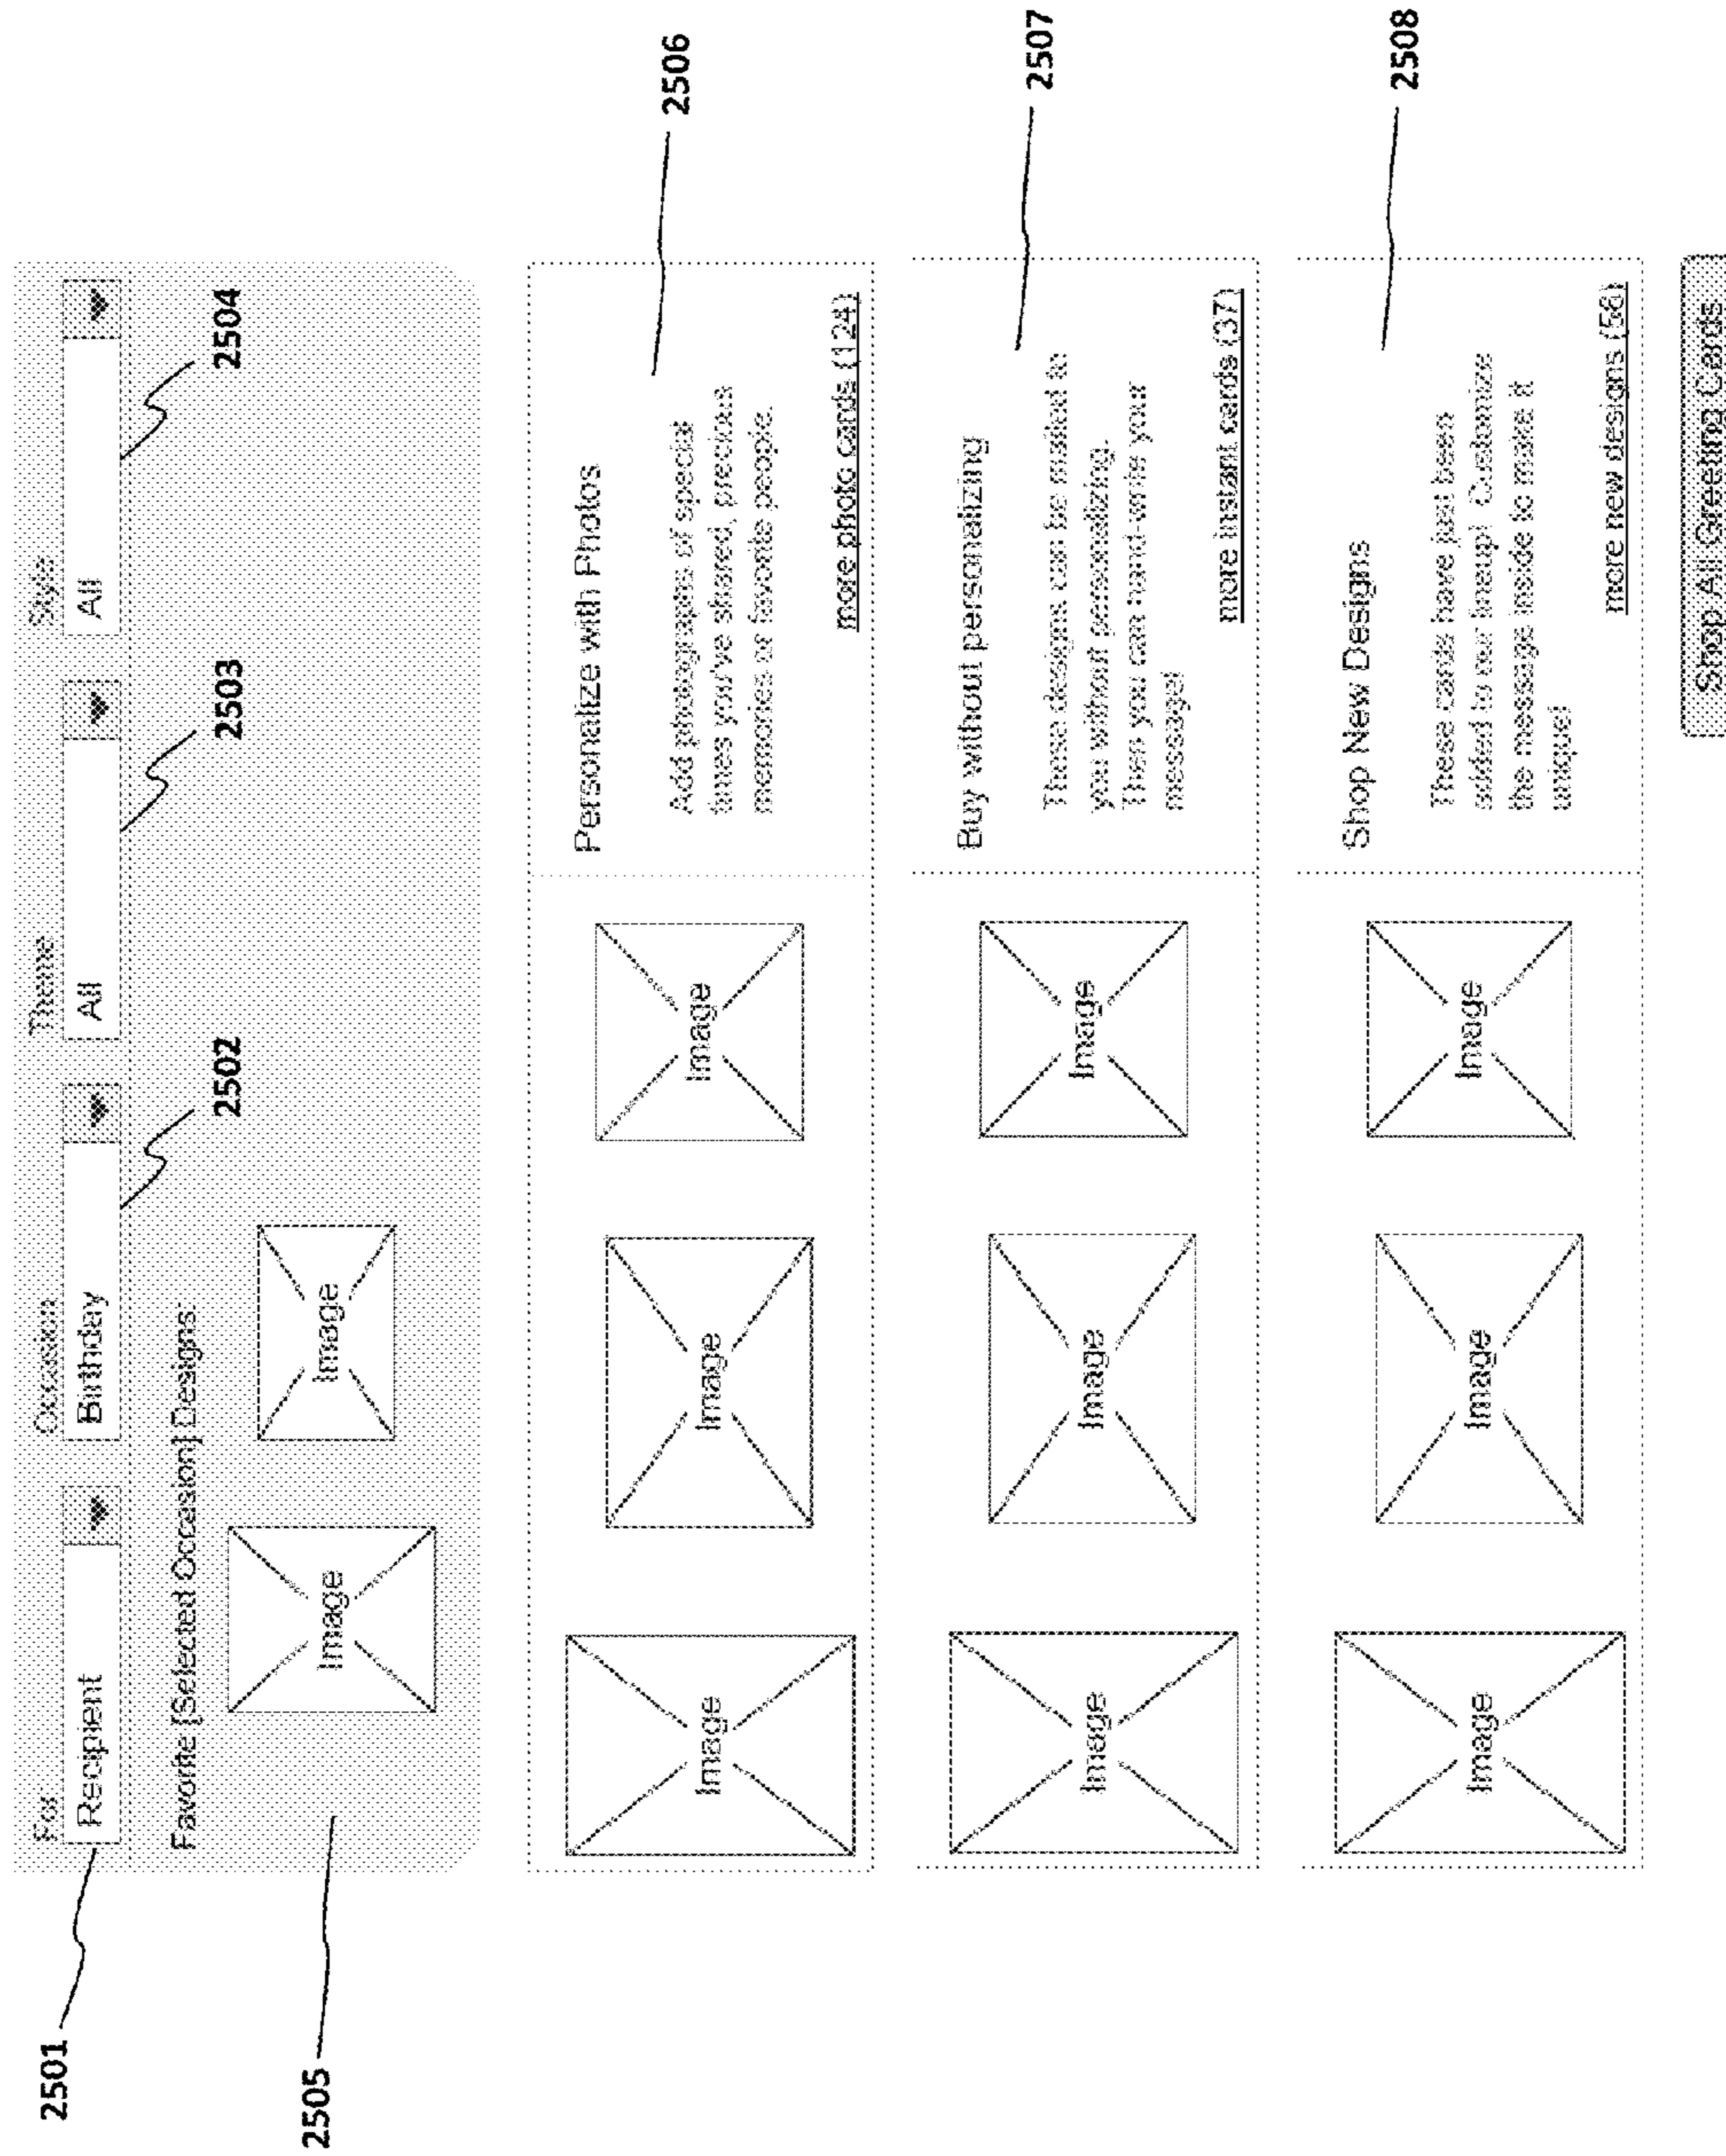 For
Occasion
Theme
Style
2501
Recipient
Birthday
All
All
2502
2503
2504
Favorite [Selected Occasion] Designs
2505
Image
Image
Image
Image
Image
Personalize with Photos
2506
Add photographs of special
times you've shared, precious
memories or favorite people.
more photo cards (124)
Image
Image
Image
Buy without personalizing
2507
These designs can be mailed to
you without personalizing.
Then you can hand-write your
message!
more instant cards (37)
Image
Image
Image
Shop New Designs
2508
These cards have just been
added to our lineup! Customize
the message inside to make it
unique!
more new designs (56)
Shop All Greeting Cards